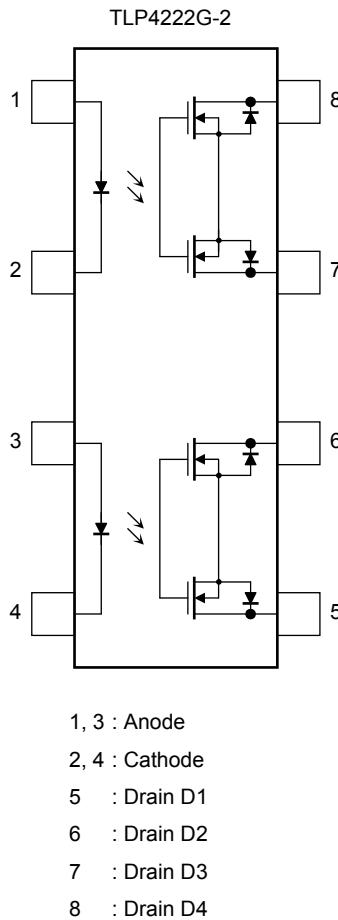 TLP4222G-2
1
8
2
7
3
6
4
5
1, 3 : Anode
2, 4 : Cathode
5 : Drain D1
6 : Drain D2
7 : Drain D3
8 : Drain D4